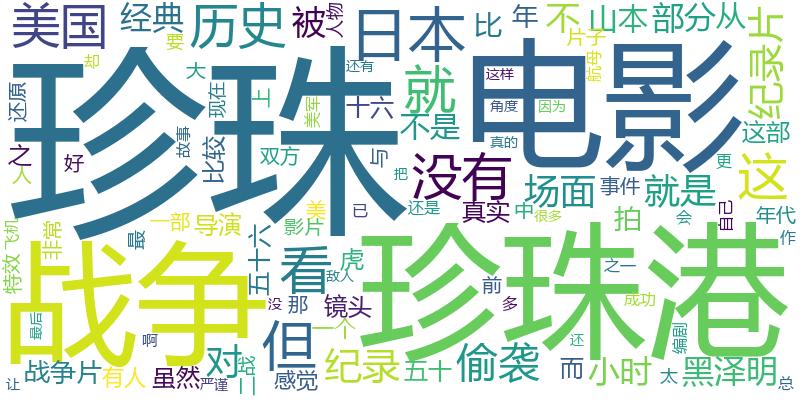 美国
经典
历史
被
人物
日本
比
年
不
山本
部分
从
要
片子
纪录片
却
还有
航母
大
上
现在
还原
珍珠
电影
就
这样
美军
十六
角度
因为
不是
这部
故事
之
好
双方
与
真的
更
人
比较
把
没有
场面
事件
就是
这
一部
导演
美
已
还是
真实
中
很多
拍
会
自己
年代
作
非常
最
影片
飞机
特效
五十六
看
虎
敌人
那
镜头
前
多
之一
成功
战争
珍珠港
没
一个
但
啊
最后
对
纪录
五十
偷袭
而
还
小时
太
编剧
黑泽明
总
让
战争片
有人
虽然
严谨
二战
感觉